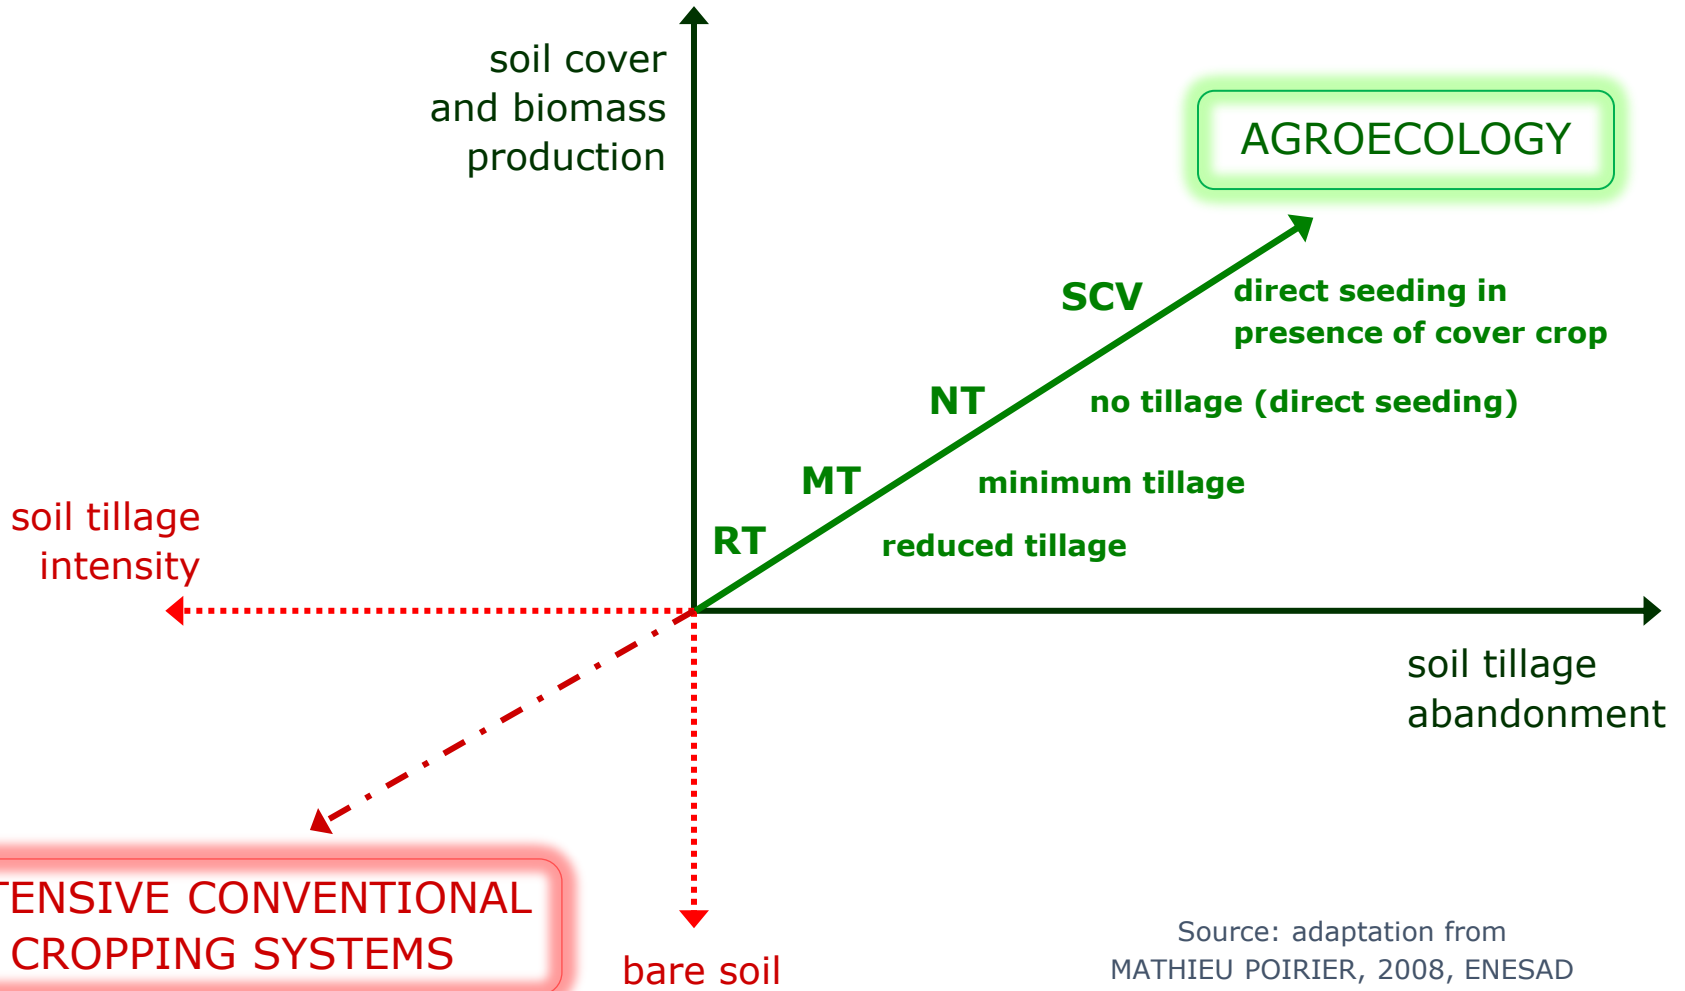 soil cover
and biomass
production
AGROECOLOGY
SCV
direct seeding in
presence of cover crop
NT
no tillage (direct seeding)
MT
minimum tillage
RT
reduced tillage
soil tillage
intensity
soil tillage
abandonment
TENSIVE CONVENTIONAL
CROPPING SYSTEMS
bare soil
Source: adaptation from
MATHIEU POIRIER, 2008, ENESAD